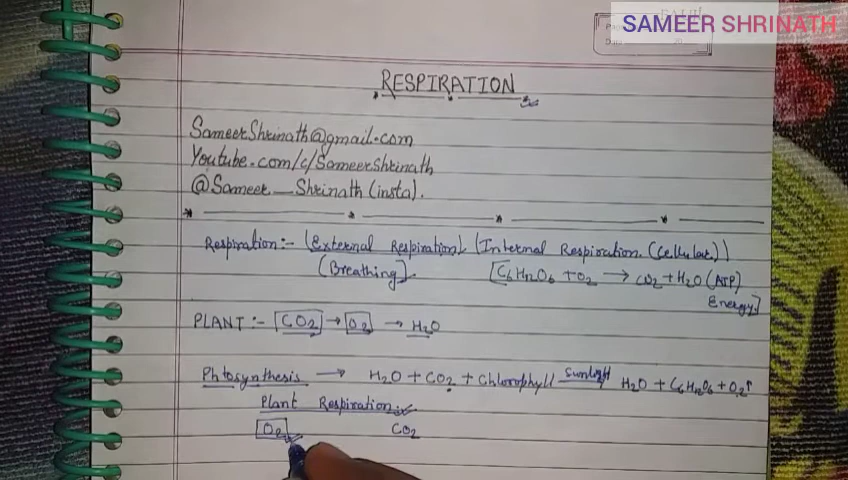 SAMEER SHRINATH
RESPIRATION
SameerShrinath@gmail.com
Youtube.com/c/SameerShrinath
@Sameer_Shrinath (insta).
Respiration:- (External Respiration) (Internal Respiration (Cellular))
(Breathing). [C6H12O6 + O2 → CO2 + H2O (ATP)
Energy]
PLANT :- [CO2] → [O2] → H2O
Phtosynthesis → H2O + CO2 + Chlorophyll Sunlight H2O + C6H12O6 + O2↑
Plant Respiration
O2 CO2